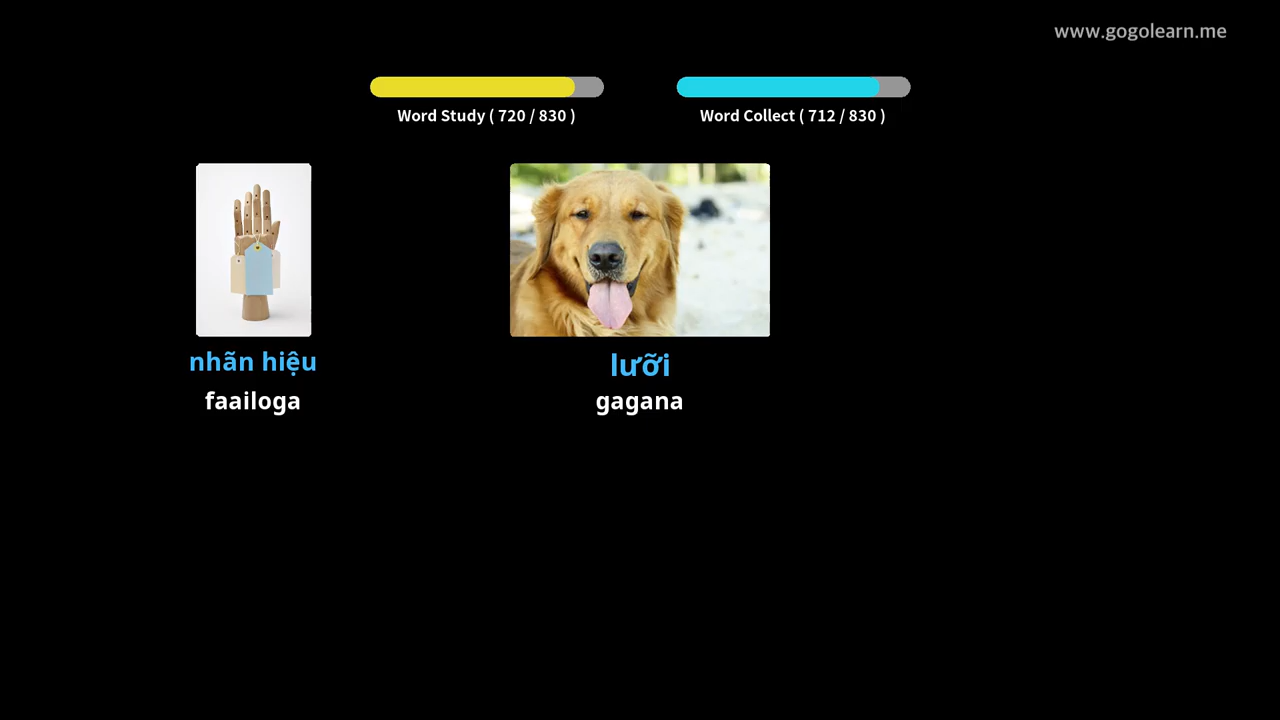 www.gogolearn.me
Word Study ( 720 / 830 )
Word Collect ( 712 / 830 )
nhãn hiệu
faailoga
lưỡi
gagana